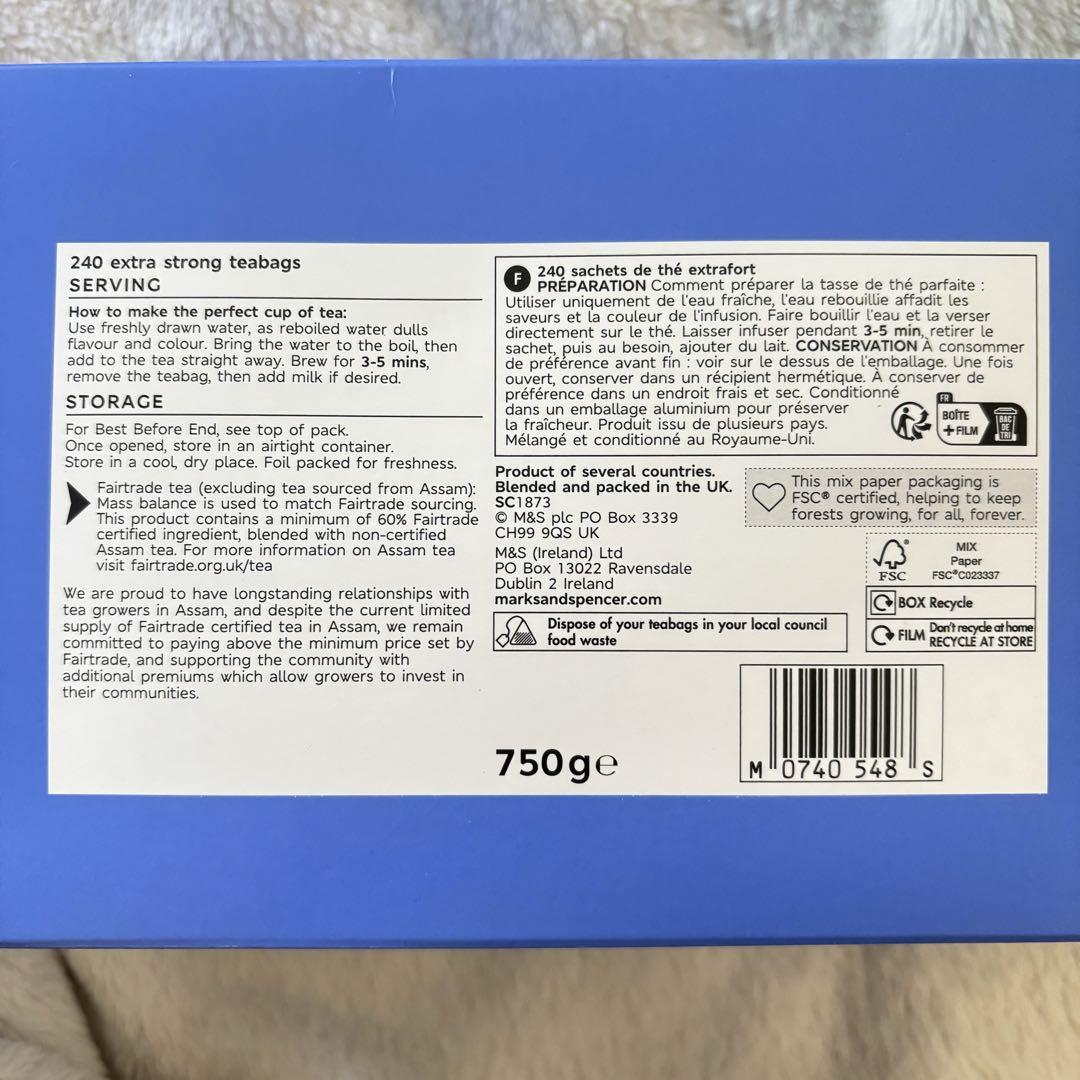 240 extra strong teabags
SERVING
How to make the perfect cup of tea:
Use freshly drawn water, as reboiled water dulls
flavour and colour. Bring the water to the boil, then
add to the tea straight away. Brew for 3-5 mins,
remove the teabag, then add milk if desired.
STORAGE
For Best Before End, see top of pack.
Once opened, store in an airtight container.
Store in a cool, dry place. Foil packed for freshness.
Fairtrade tea (excluding tea sourced from Assam):
Mass balance is used to match Fairtrade sourcing.
This product contains a minimum of 60% Fairtrade
certified ingredient, blended with non-certified
Assam tea. For more information on Assam tea
visit fairtrade.org.uk/tea
We are proud to have longstanding relationships with
tea growers in Assam, and despite the current limited
supply of Fairtrade certified tea in Assam, we remain
committed to paying above the minimum price set by
Fairtrade, and supporting the community with
additional premiums which allow growers to invest in
their communities.
F
240 sachets de thé extrafort
PRÉPARATION Comment préparer la tasse de thé parfaite :
Utiliser uniquement de l'eau fraîche, l'eau rebouillie affadit les
saveurs et la couleur de l'infusion. Faire bouillir l'eau et la verser
directement sur le thé. Laisser infuser pendant 3-5 min, retirer le
sachet, puis au besoin, ajouter du lait. CONSERVATION À consommer
de préférence avant fin : voir sur le dessus de l'emballage. Une fois
ouvert, conserver dans un récipient hermétique. À conserver de
préférence dans un endroit frais et sec. Conditionné
dans un emballage aluminium pour préserver
la fraîcheur. Produit issu de plusieurs pays.
Mélangé et conditionné au Royaume-Uni.
FR
BOÎTE
+ FILM
BAC
DE
TRI
Product of several countries.
Blended and packed in the UK.
SC1873
© M&S plc PO Box 3339
CH99 9QS UK
M&S (Ireland) Ltd
PO Box 13022 Ravensdale
Dublin 2 Ireland
marksandspencer.com
Dispose of your teabags in your local council
food waste
This mix paper packaging is
FSC® certified, helping to keep
forests growing, for all, forever.
FSC
MIX
Paper
FSC® C023337
BOX Recycle
FILM Don't recycle at home
RECYCLE AT STORE
750g℮
M 0740 548 S